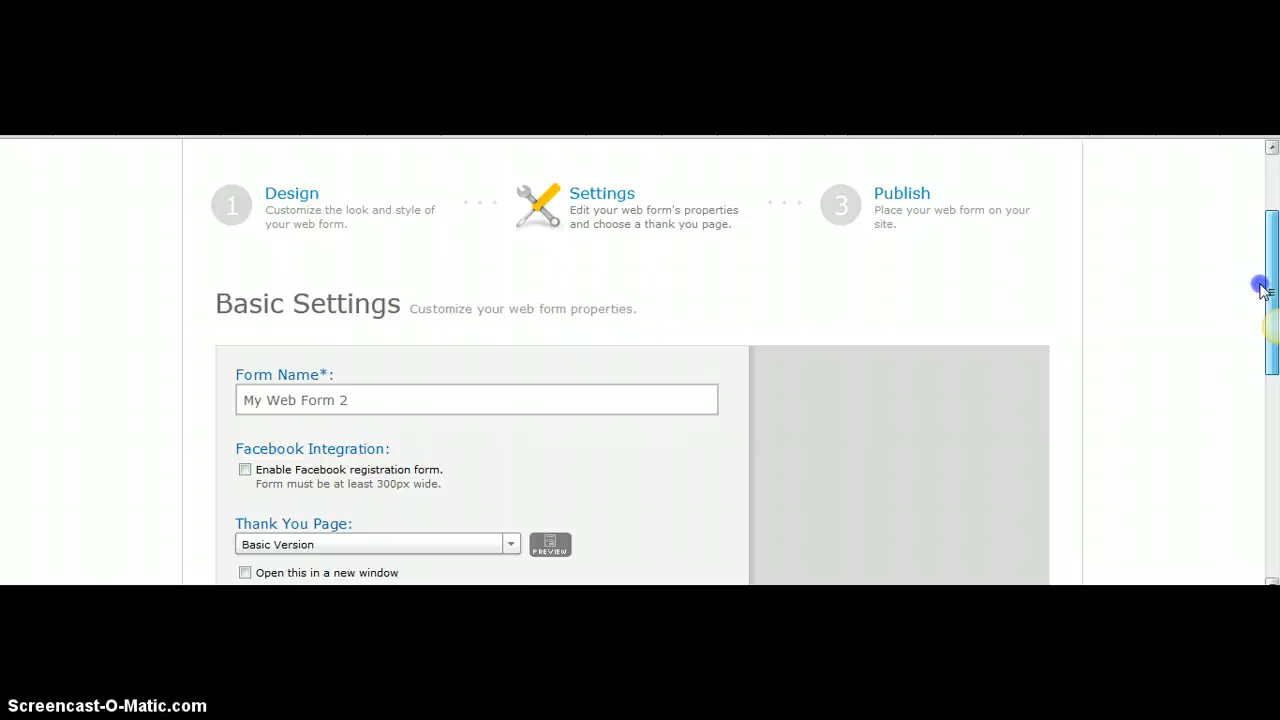 1
Design
Customize the look and style of
your web form.
Settings
Edit your web form's properties
and choose a thank you page.
3
Publish
Place your web form on your
site.
Basic Settings Customize your web form properties.
Form Name*:
My Web Form 2
Facebook Integration:
Enable Facebook registration form.
Form must be at least 300px wide.
Thank You Page:
Basic Version
PREVIEW
Open this in a new window
Screencast-O-Matic.com